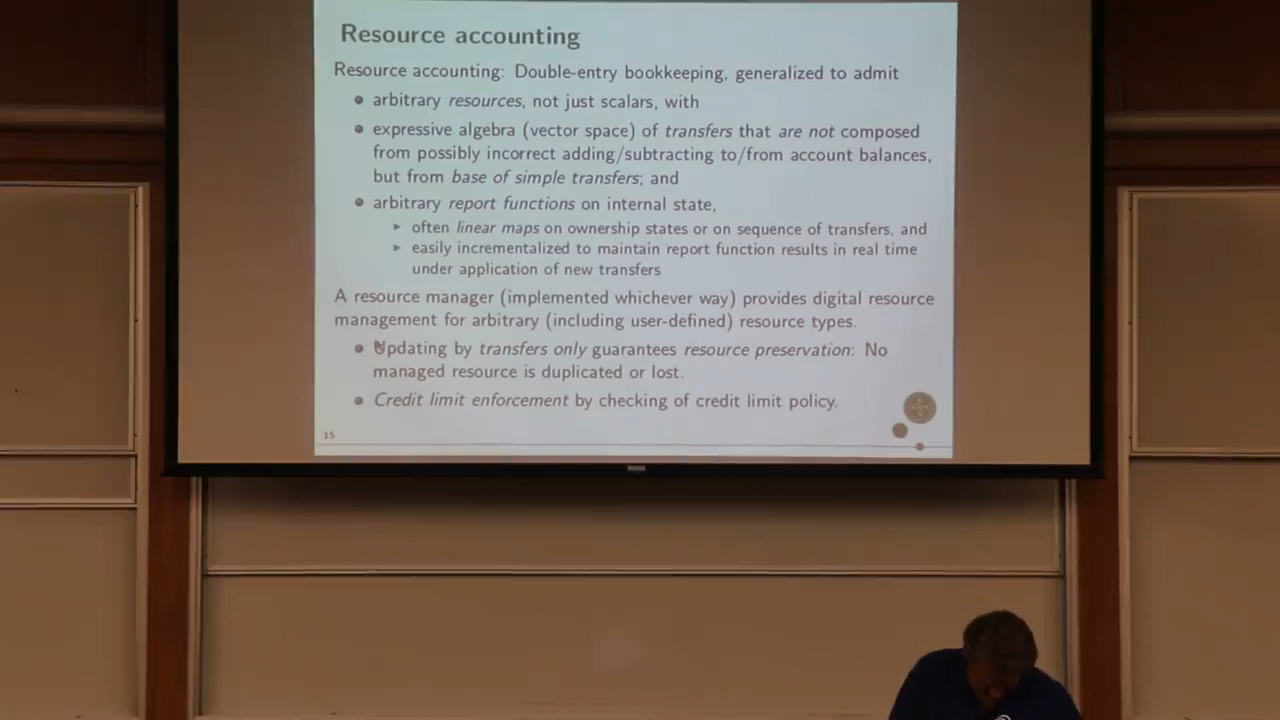 Resource accounting
Resource accounting: Double-entry bookkeeping, generalized to admit
• arbitrary resources, not just scalars, with
• expressive algebra (vector space) of transfers that are not composed
from possibly incorrect adding/subtracting to/from account balances,
but from base of simple transfers; and
• arbitrary report functions on internal state,
▸ often linear maps on ownership states or on sequence of transfers, and
▸ easily incrementalized to maintain report function results in real time
under application of new transfers
A resource manager (implemented whichever way) provides digital resource
management for arbitrary (including user-defined) resource types.
• Updating by transfers only guarantees resource preservation: No
managed resource is duplicated or lost.
• Credit limit enforcement by checking of credit limit policy.
15